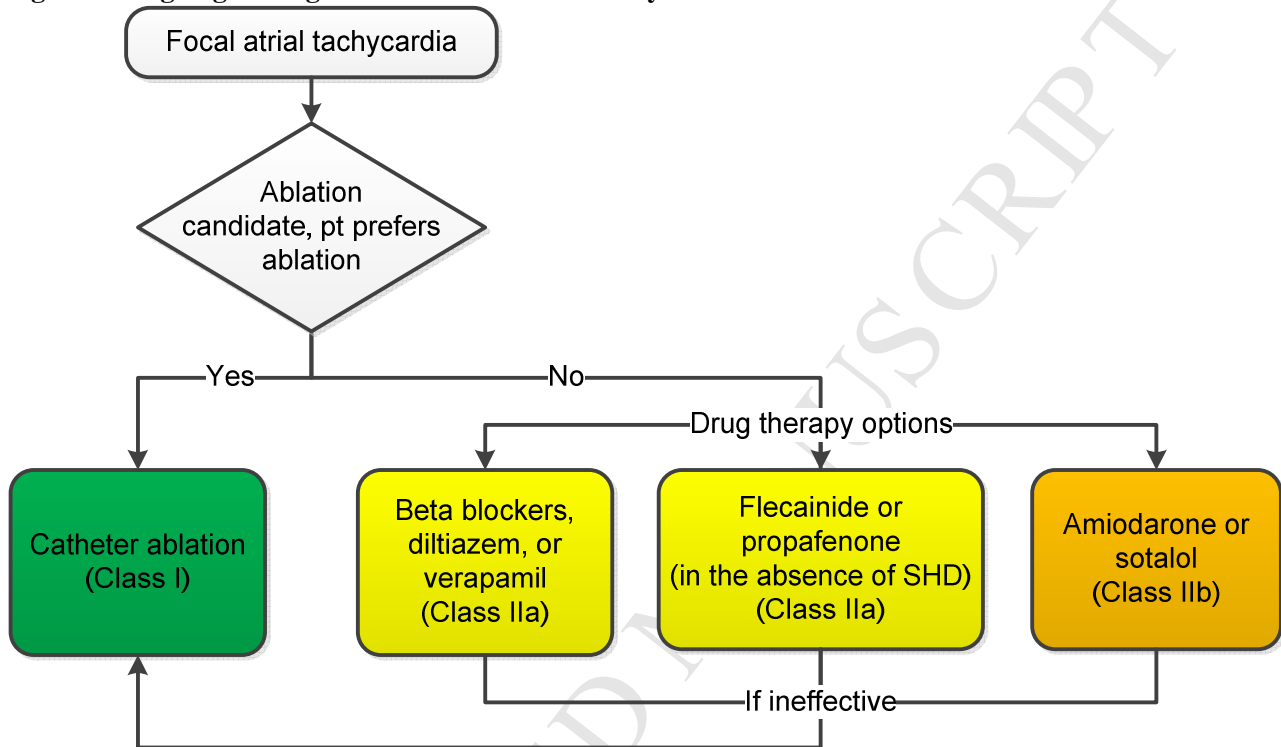 Focal atrial tachycardia
Ablation
candidate, pt prefers
ablation
Yes
No
Drug therapy options
Catheter ablation
(Class I)
Beta blockers,
diltiazem, or
verapamil
(Class IIa)
Flecainide or
propafenone
(in the absence of SHD)
(Class IIa)
Amiodarone or
sotalol
(Class IIb)
If ineffective